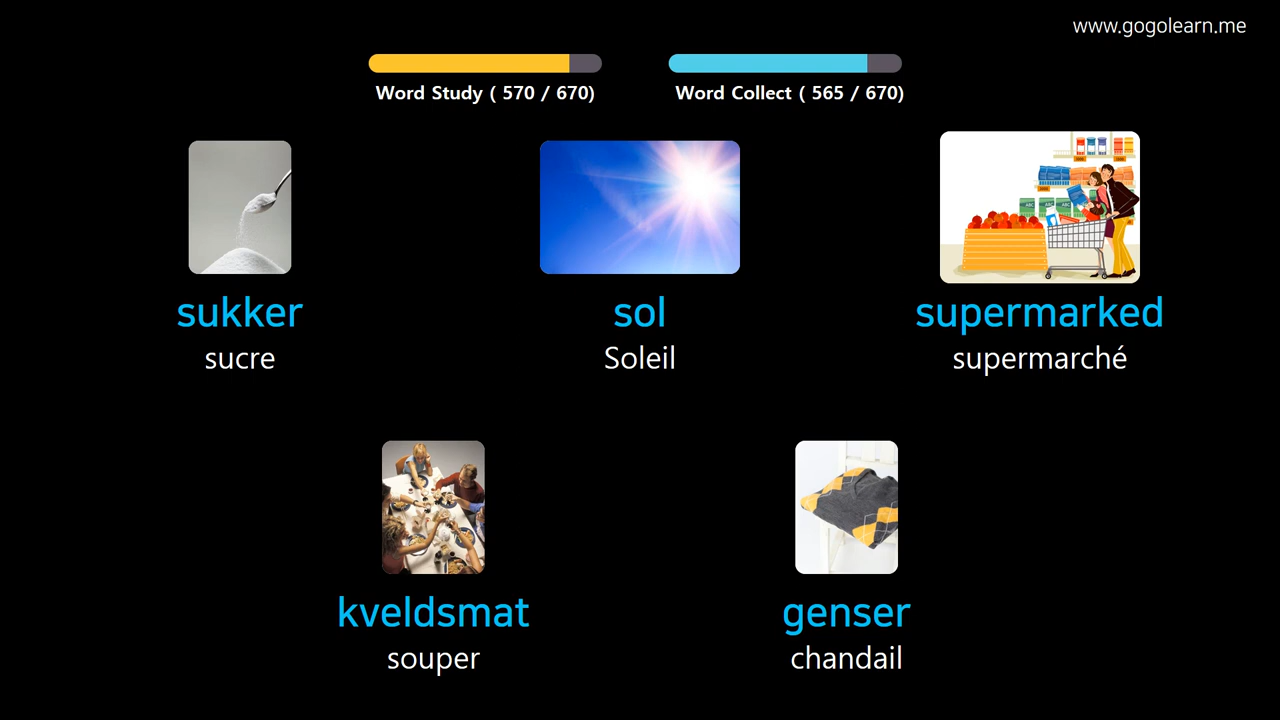 www.gogolearn.me
Word Study ( 570 / 670)
Word Collect ( 565 / 670)
sukker
sucre
sol
Soleil
supermarked
supermarché
kveldsmat
souper
genser
chandail